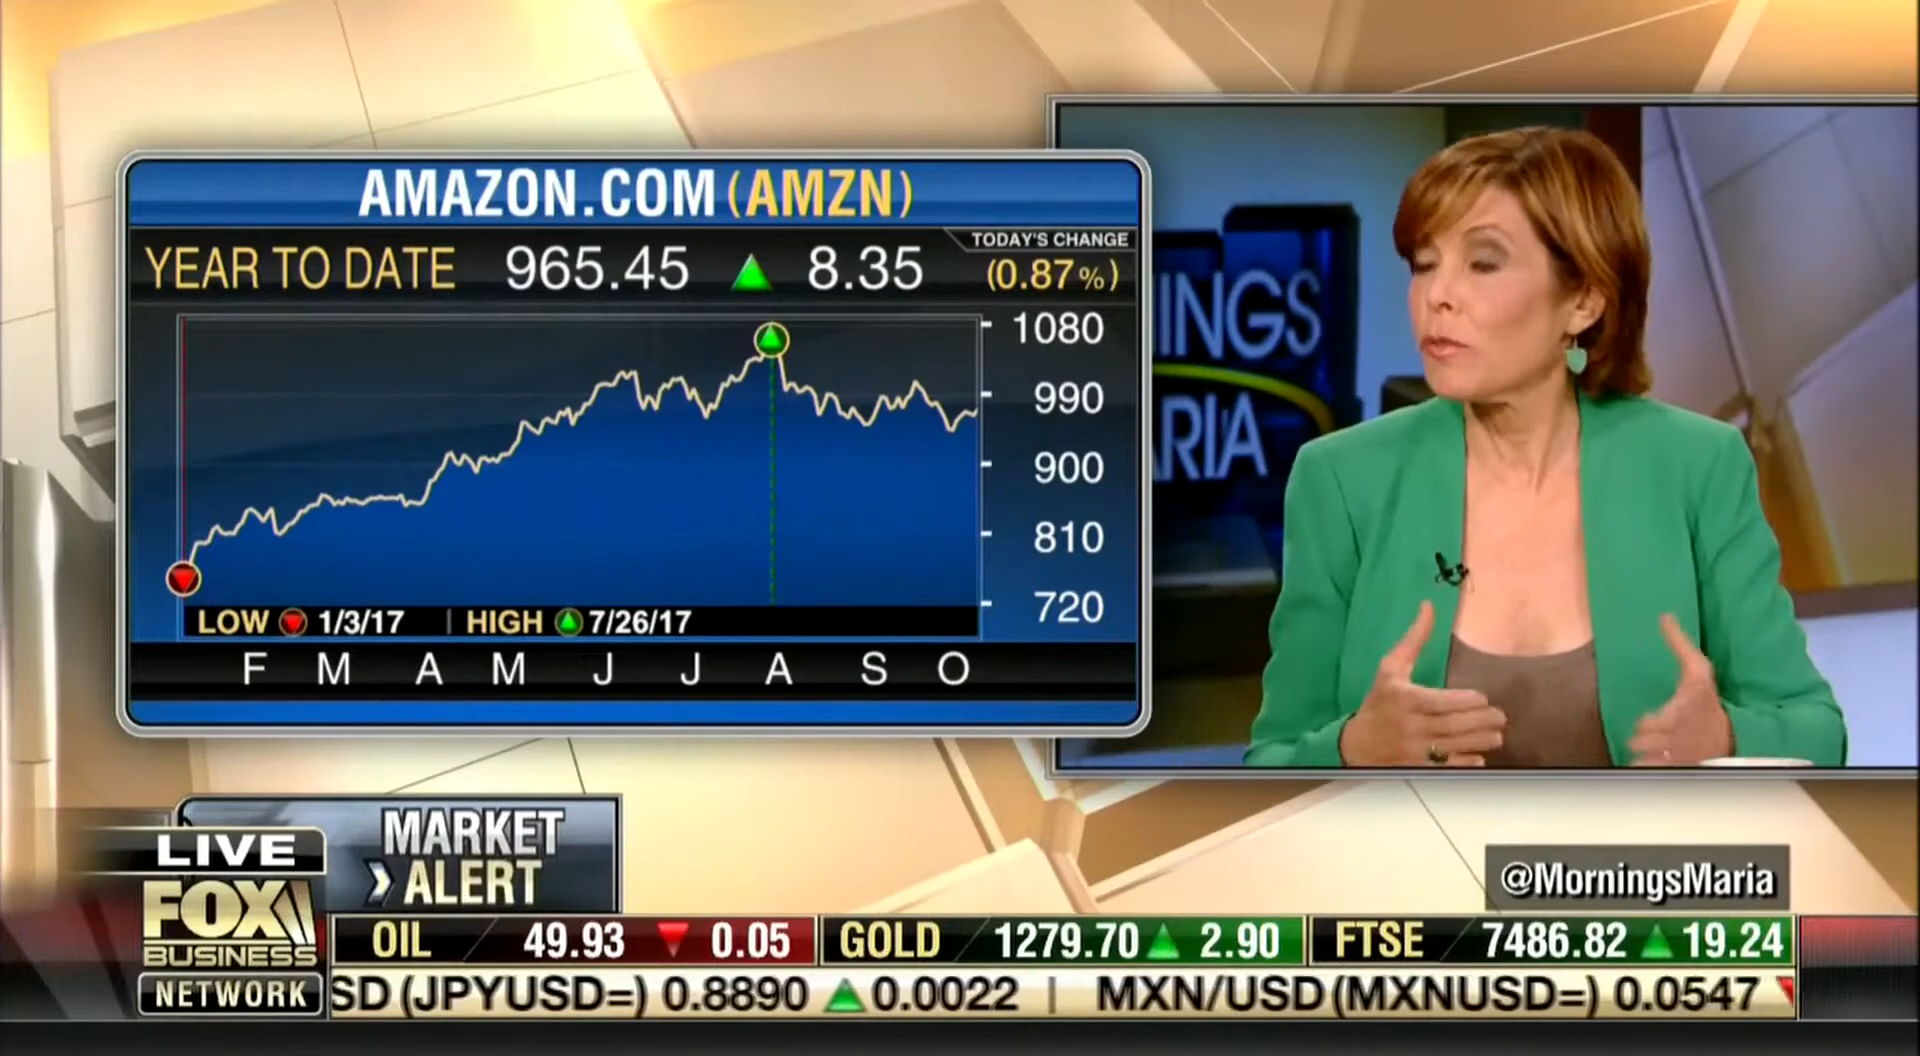 AMAZON.COM (AMZN)
YEAR TO DATE 965.45 ▲ 8.35 (0.87%)
TODAY'S CHANGE
1080
990
900
810
720
LOW ▼ 1/3/17 | HIGH ▲ 7/26/17
F M A M J J A S O
INGS
ARIA
MARKET
ALERT
@MorningsMaria
LIVE
FOX
BUSINESS
NETWORK
OIL 49.93 ▼ 0.05 GOLD 1279.70 ▲ 2.90 FTSE 7486.82 ▲ 19.24
SD (JPYUSD=) 0.8890 ▲ 0.0022 | MXN/USD (MXNUSD=) 0.0547 ▼